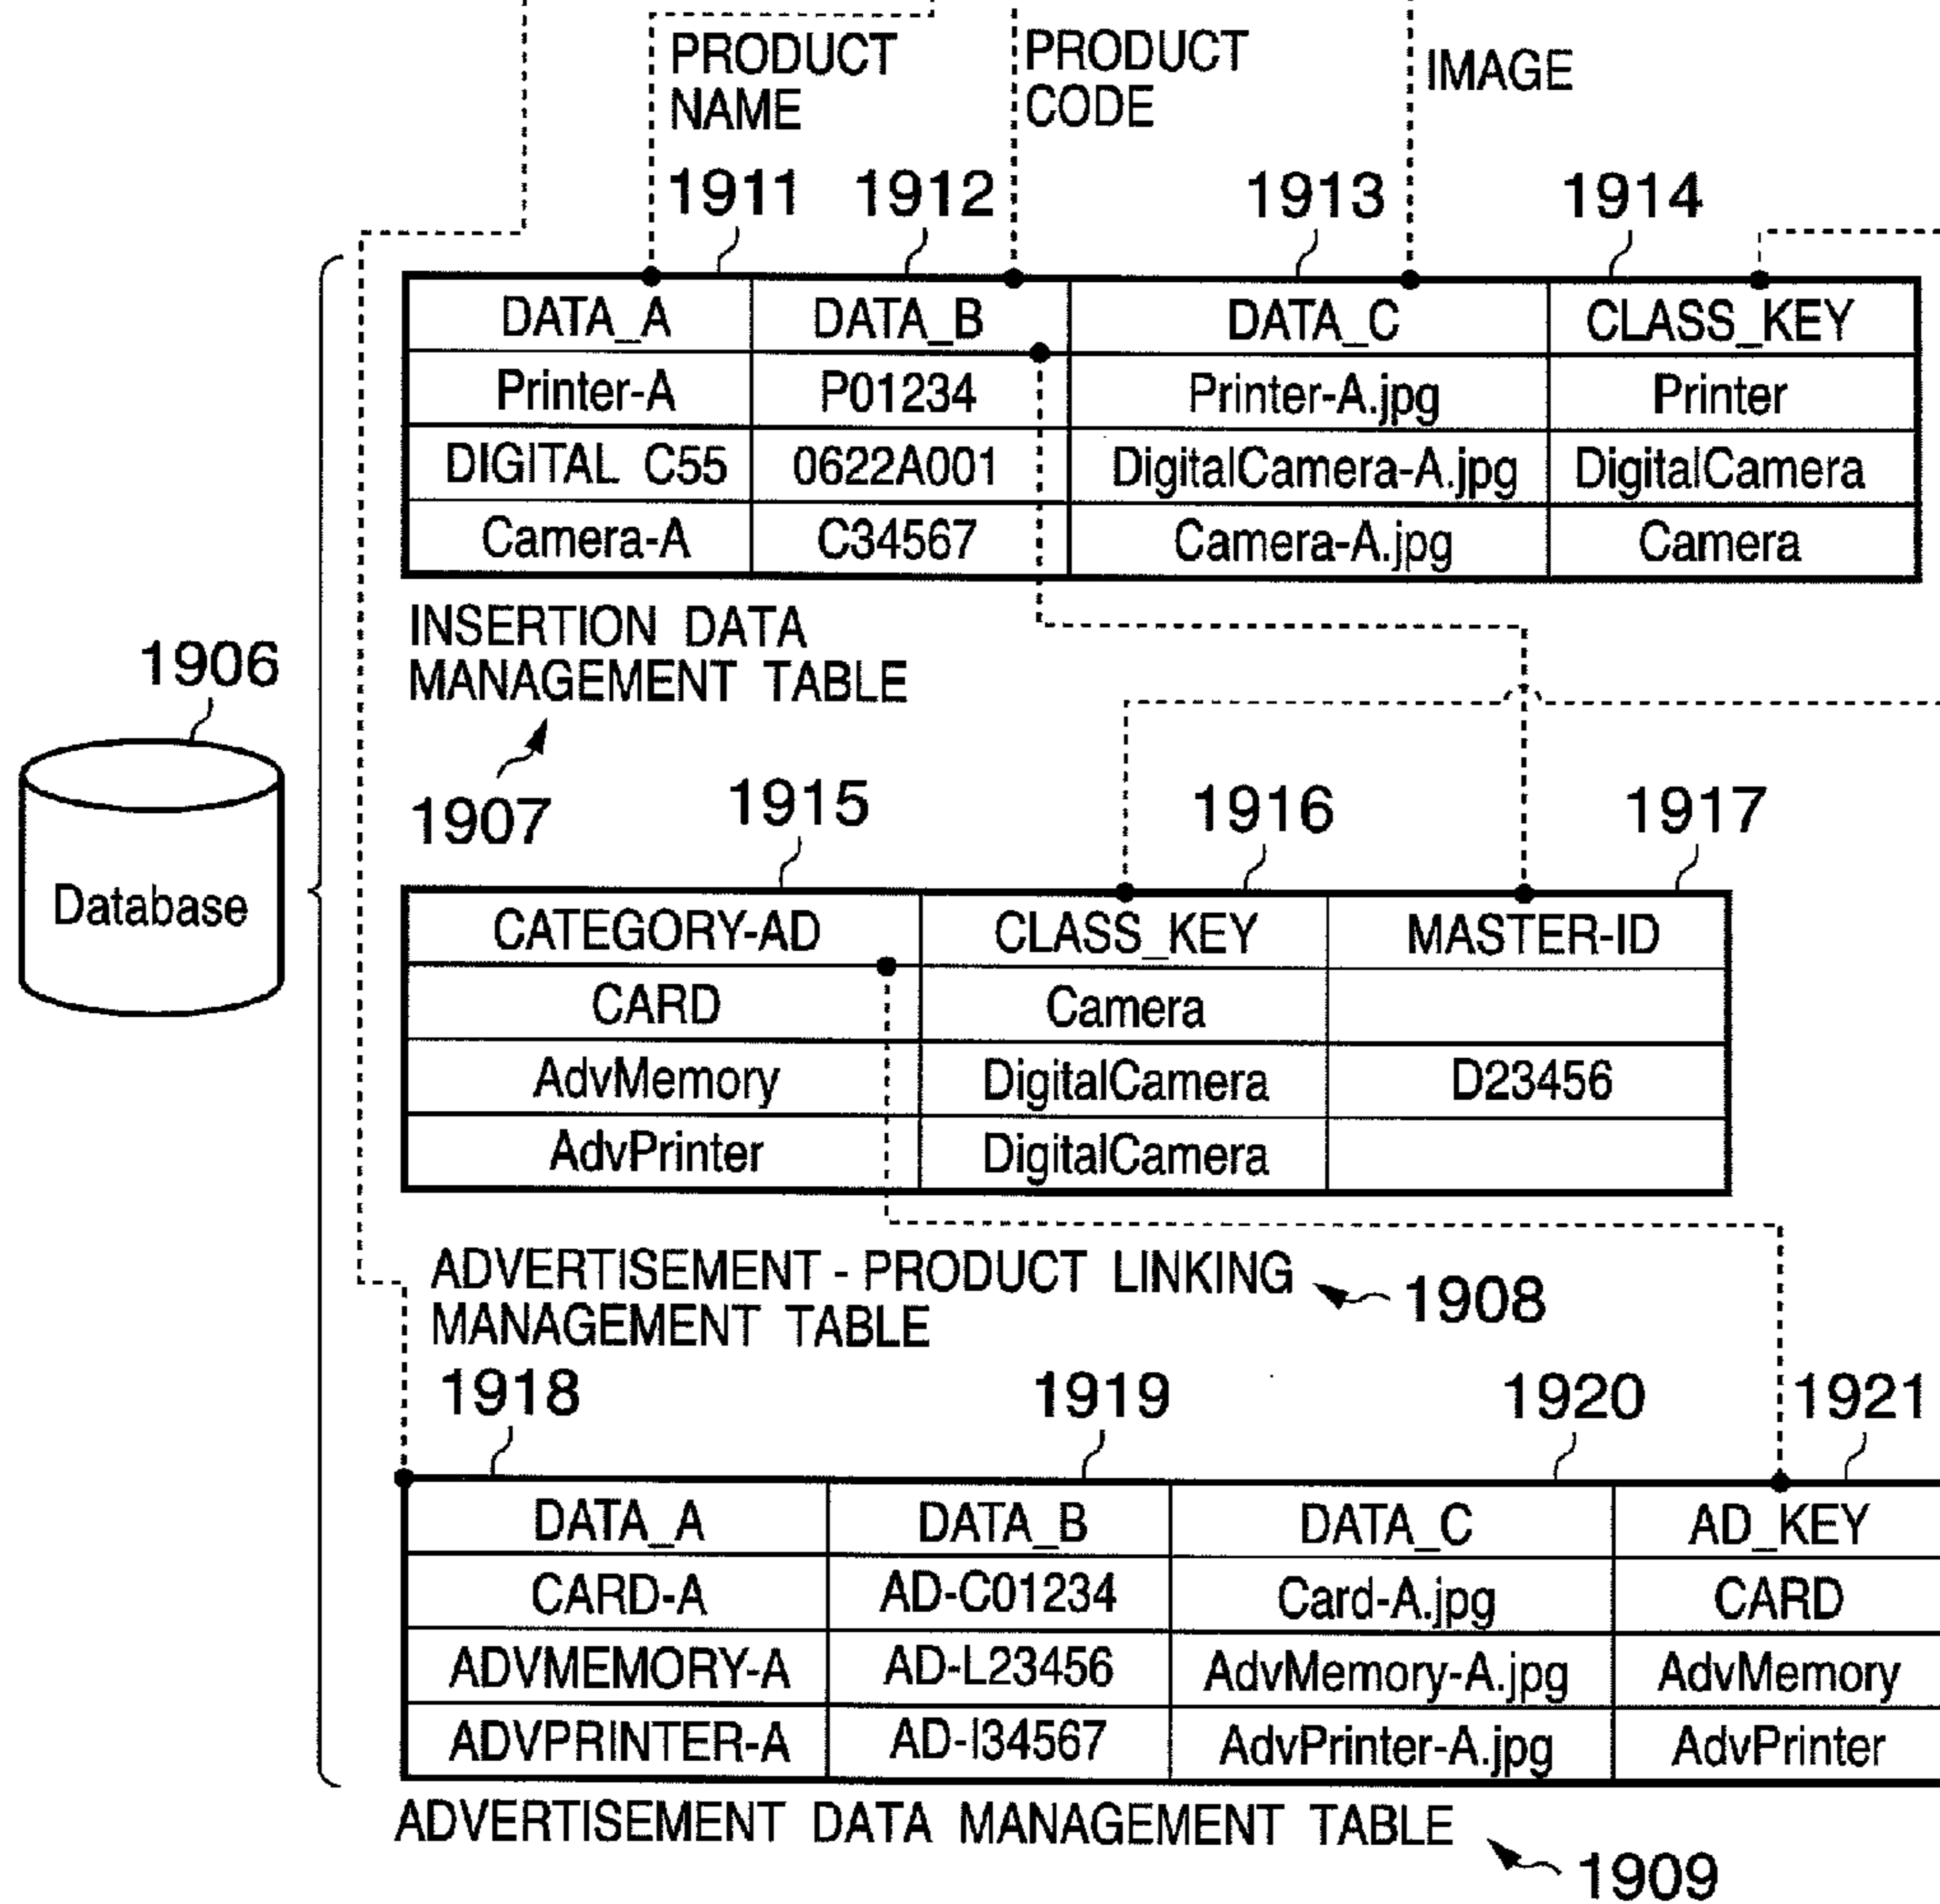 PRODUCT
NAME
PRODUCT
CODE
IMAGE
1911
1912
1913
1914
DATA_A DATA_B DATA_C CLASS_KEY
Printer-A P01234 Printer-A.jpg Printer
DIGITAL C55 0622A001 DigitalCamera-A.jpg DigitalCamera
Camera-A C34567 Camera-A.jpg Camera
INSERTION DATA
MANAGEMENT TABLE
1906
1907
Database
1915
1916
1917
CATEGORY-AD CLASS_KEY MASTER-ID
CARD Camera
AdvMemory DigitalCamera D23456
AdvPrinter DigitalCamera
ADVERTISEMENT - PRODUCT LINKING
MANAGEMENT TABLE
1908
1918
1919
1920
1921
DATA_A DATA_B DATA_C AD_KEY
CARD-A AD-C01234 Card-A.jpg CARD
ADVMEMORY-A AD-L23456 AdvMemory-A.jpg AdvMemory
ADVPRINTER-A AD-I34567 AdvPrinter-A.jpg AdvPrinter
ADVERTISEMENT DATA MANAGEMENT TABLE
1909